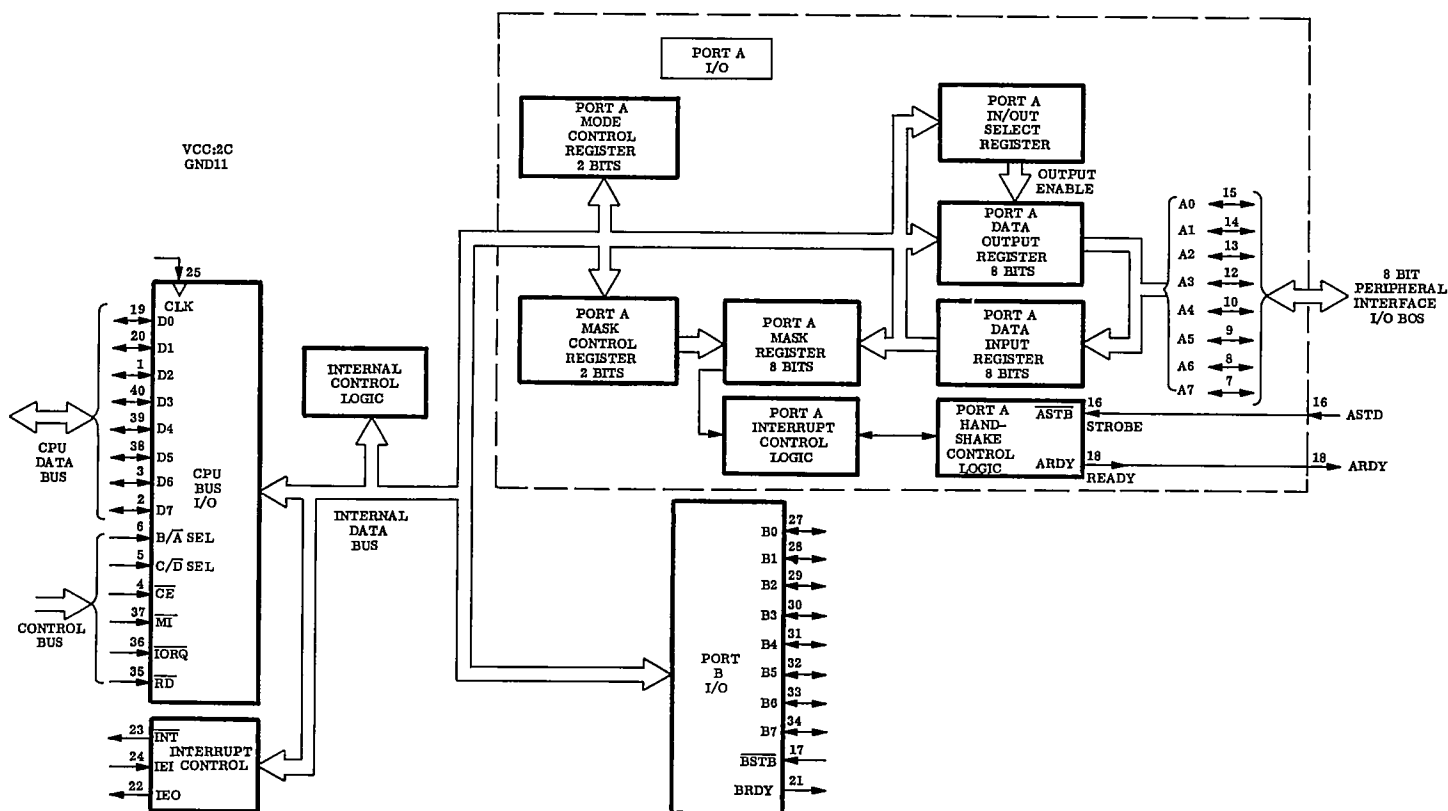 PORT A
I/O
PORT A
MODE
CONTROL
REGISTER
2 BITS
PORT A
IN/OUT
SELECT
REGISTER
VCC:2C
GND11
OUTPUT
ENABLE
PORT A
DATA
OUTPUT
REGISTER
8 BITS
A0 15
A1 14
A2 13
A3 12
A4 10
A5 9
A6 8
A7 7
8 BIT
PERIPHERAL
INTERFACE
I/O BOS
PORT A
MASK
CONTROL
REGISTER
2 BITS
PORT A
MASK
REGISTER
8 BITS
PORT A
DATA
INPUT
REGISTER
8 BITS
INTERNAL
CONTROL
LOGIC
PORT A
INTERRUPT
CONTROL
LOGIC
PORT A
HAND-
SHAKE
CONTROL
LOGIC
ASTB
16
STROBE
16
ASTD
ARDY
18
READY
18
ARDY
25
CLK
19 D0
20 D1
1 D2
40 D3
39 D4
38 D5
3 D6
2 D7
6 B/A SEL
5 C/D SEL
4 CE
37 MI
36 IORQ
35 RD
CPU
DATA
BUS
CONTROL
BUS
CPU
BUS
I/O
INTERNAL
DATA
BUS
23 INT
24 IEI
22 IEO
INTERRUPT
CONTROL
PORT
B
I/O
B0 27
B1 28
B2 29
B3 30
B4 31
B5 32
B6 33
B7 34
BSTB 17
BRDY 21